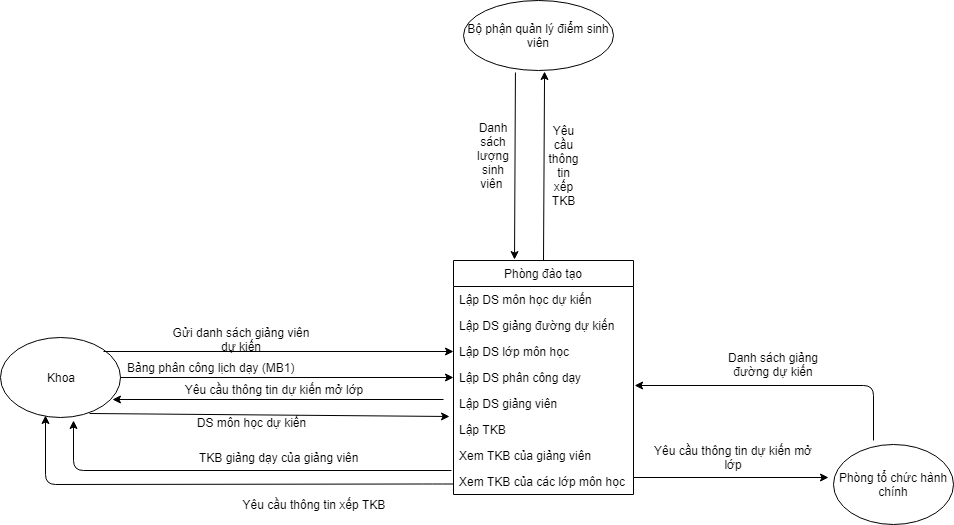 Bộ phận quản lý điểm sinh
viên
Danh
sách
lượng
sinh
viên
Yêu
cầu
thông
tin
xếp
TKB
Phòng đảo tạo
Lập DS môn học dự kiến
Lập DS giảng đường dự kiến
Lập DS lớp môn học
Lập DS phân công dạy
Lập DS giảng viên
Lập TKB
Xem TKB của giảng viên
Xem TKB của các lớp môn học
Gửi danh sách giảng viên
dự kiến
Bảng phân công lịch dạy (MB1)
Yêu cầu thông tin dự kiến mở lớp
DS môn học dự kiến
TKB giảng dạy của giảng viên
Yêu cầu thông tin xếp TKB
Khoa
Danh sách giảng
đường dự kiến
Yêu cầu thông tin dự kiến mở
lớp
Phòng tổ chức hành
chính